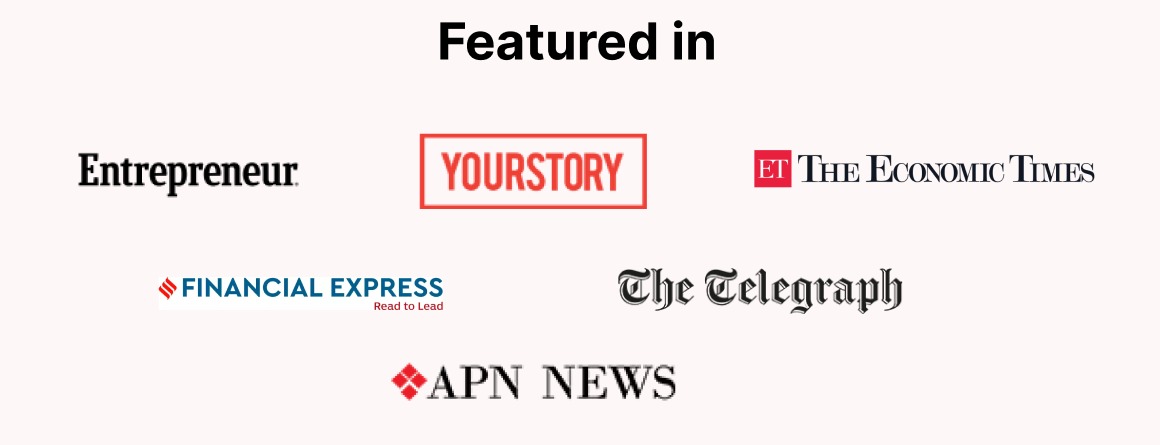 Featured in
Entrepreneur
YOURSTORY
ET THE ECONOMIC TIMES
FINANCIAL EXPRESS
Read to Lead
The Telegraph
APN NEWS